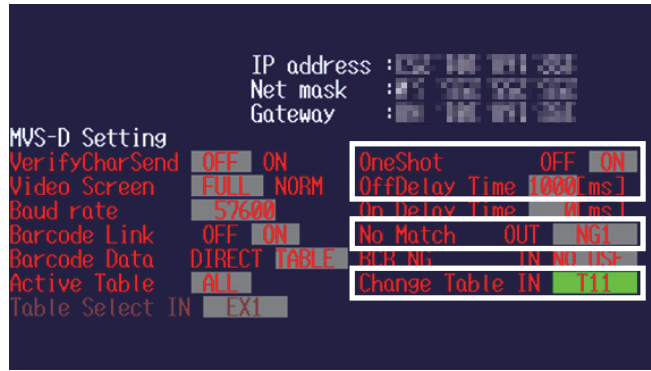 IP address :
Net mask :
Gateway :
MVS-D Setting
VerifyCharSend OFF ON
Video Screen FULL NORM
Baud rate 57600
Barcode Link OFF ON
Barcode Data DIRECT TABLE
Active Table ALL
Table Select IN EX1
OneShot OFF ON
OffDelay Time 1000[ms]
On Delay Time 0[ms]
No Match OUT NG1
BCR NG IN NO USE
Change Table IN T11